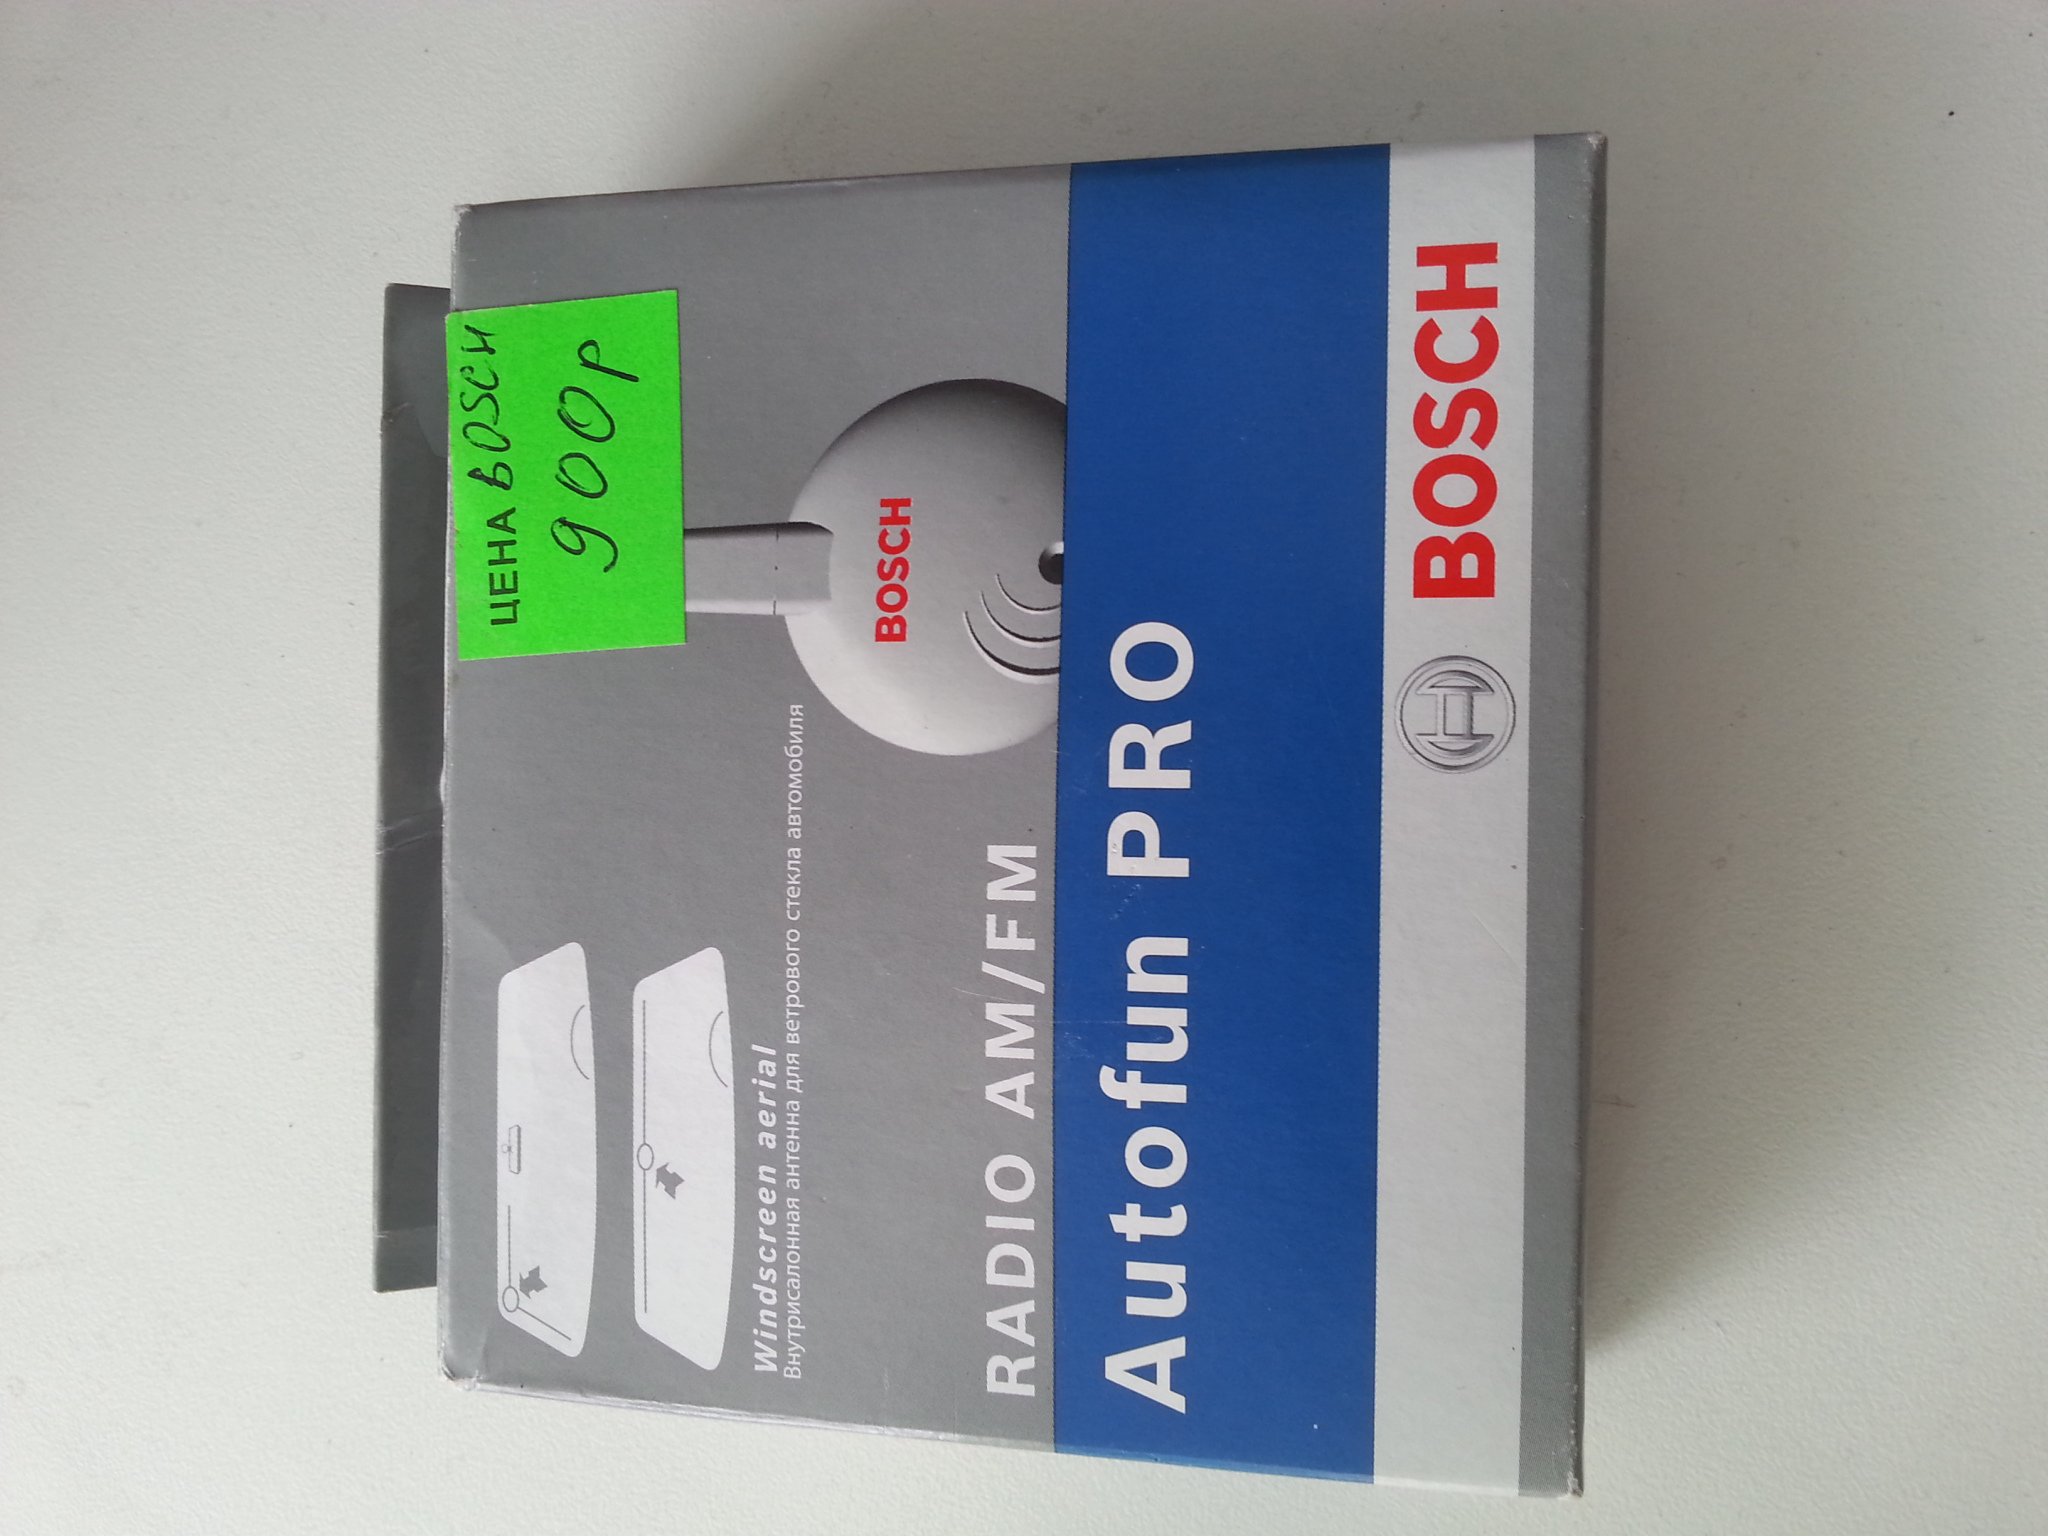 ЦЕНА BOSCH
900р
Windscreen aerial
Внутрисалонная антенна для ветрового стекла автомобиля
BOSCH
RADIO AM/FM
Autofun PRO
BOSCH